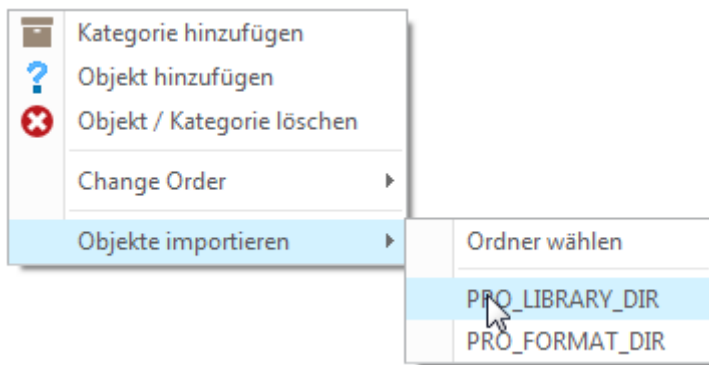 Kategorie hinzufügen
Objekt hinzufügen
Objekt / Kategorie löschen
Change Order
Objekte importieren
Ordner wählen
PRO_LIBRARY_DIR
PRO_FORMAT_DIR